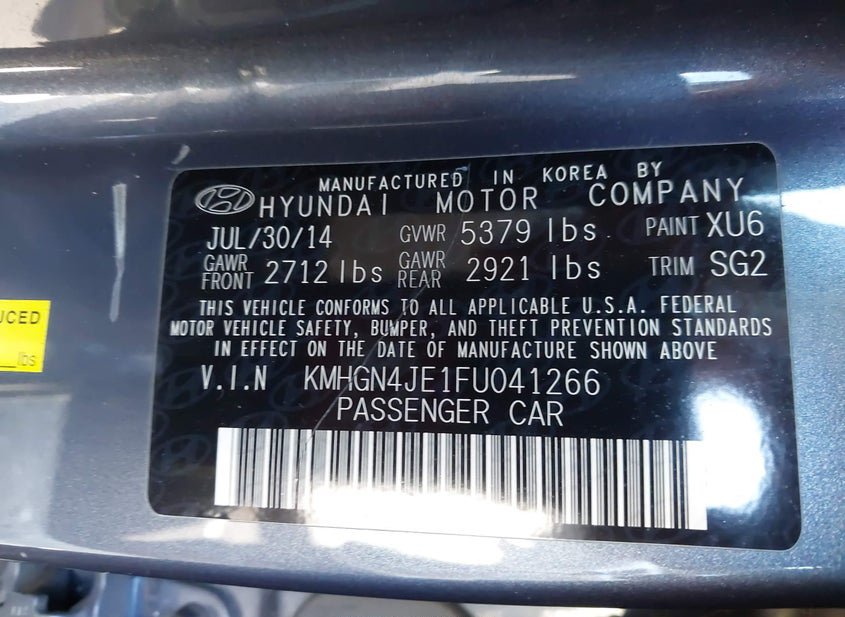 MANUFACTURED IN KOREA BY
HYUNDAI MOTOR COMPANY
JUL/30/14 GVWR 5379 lbs PAINT XU6
GAWR FRONT 2712 lbs GAWR REAR 2921 lbs TRIM SG2
THIS VEHICLE CONFORMS TO ALL APPLICABLE U.S.A. FEDERAL
MOTOR VEHICLE SAFETY, BUMPER, AND THEFT PREVENTION STANDARDS
IN EFFECT ON THE DATE OF MANUFACTURE SHOWN ABOVE
V.I.N KMHGN4JE1FU041266
PASSENGER CAR
UCED
lbs